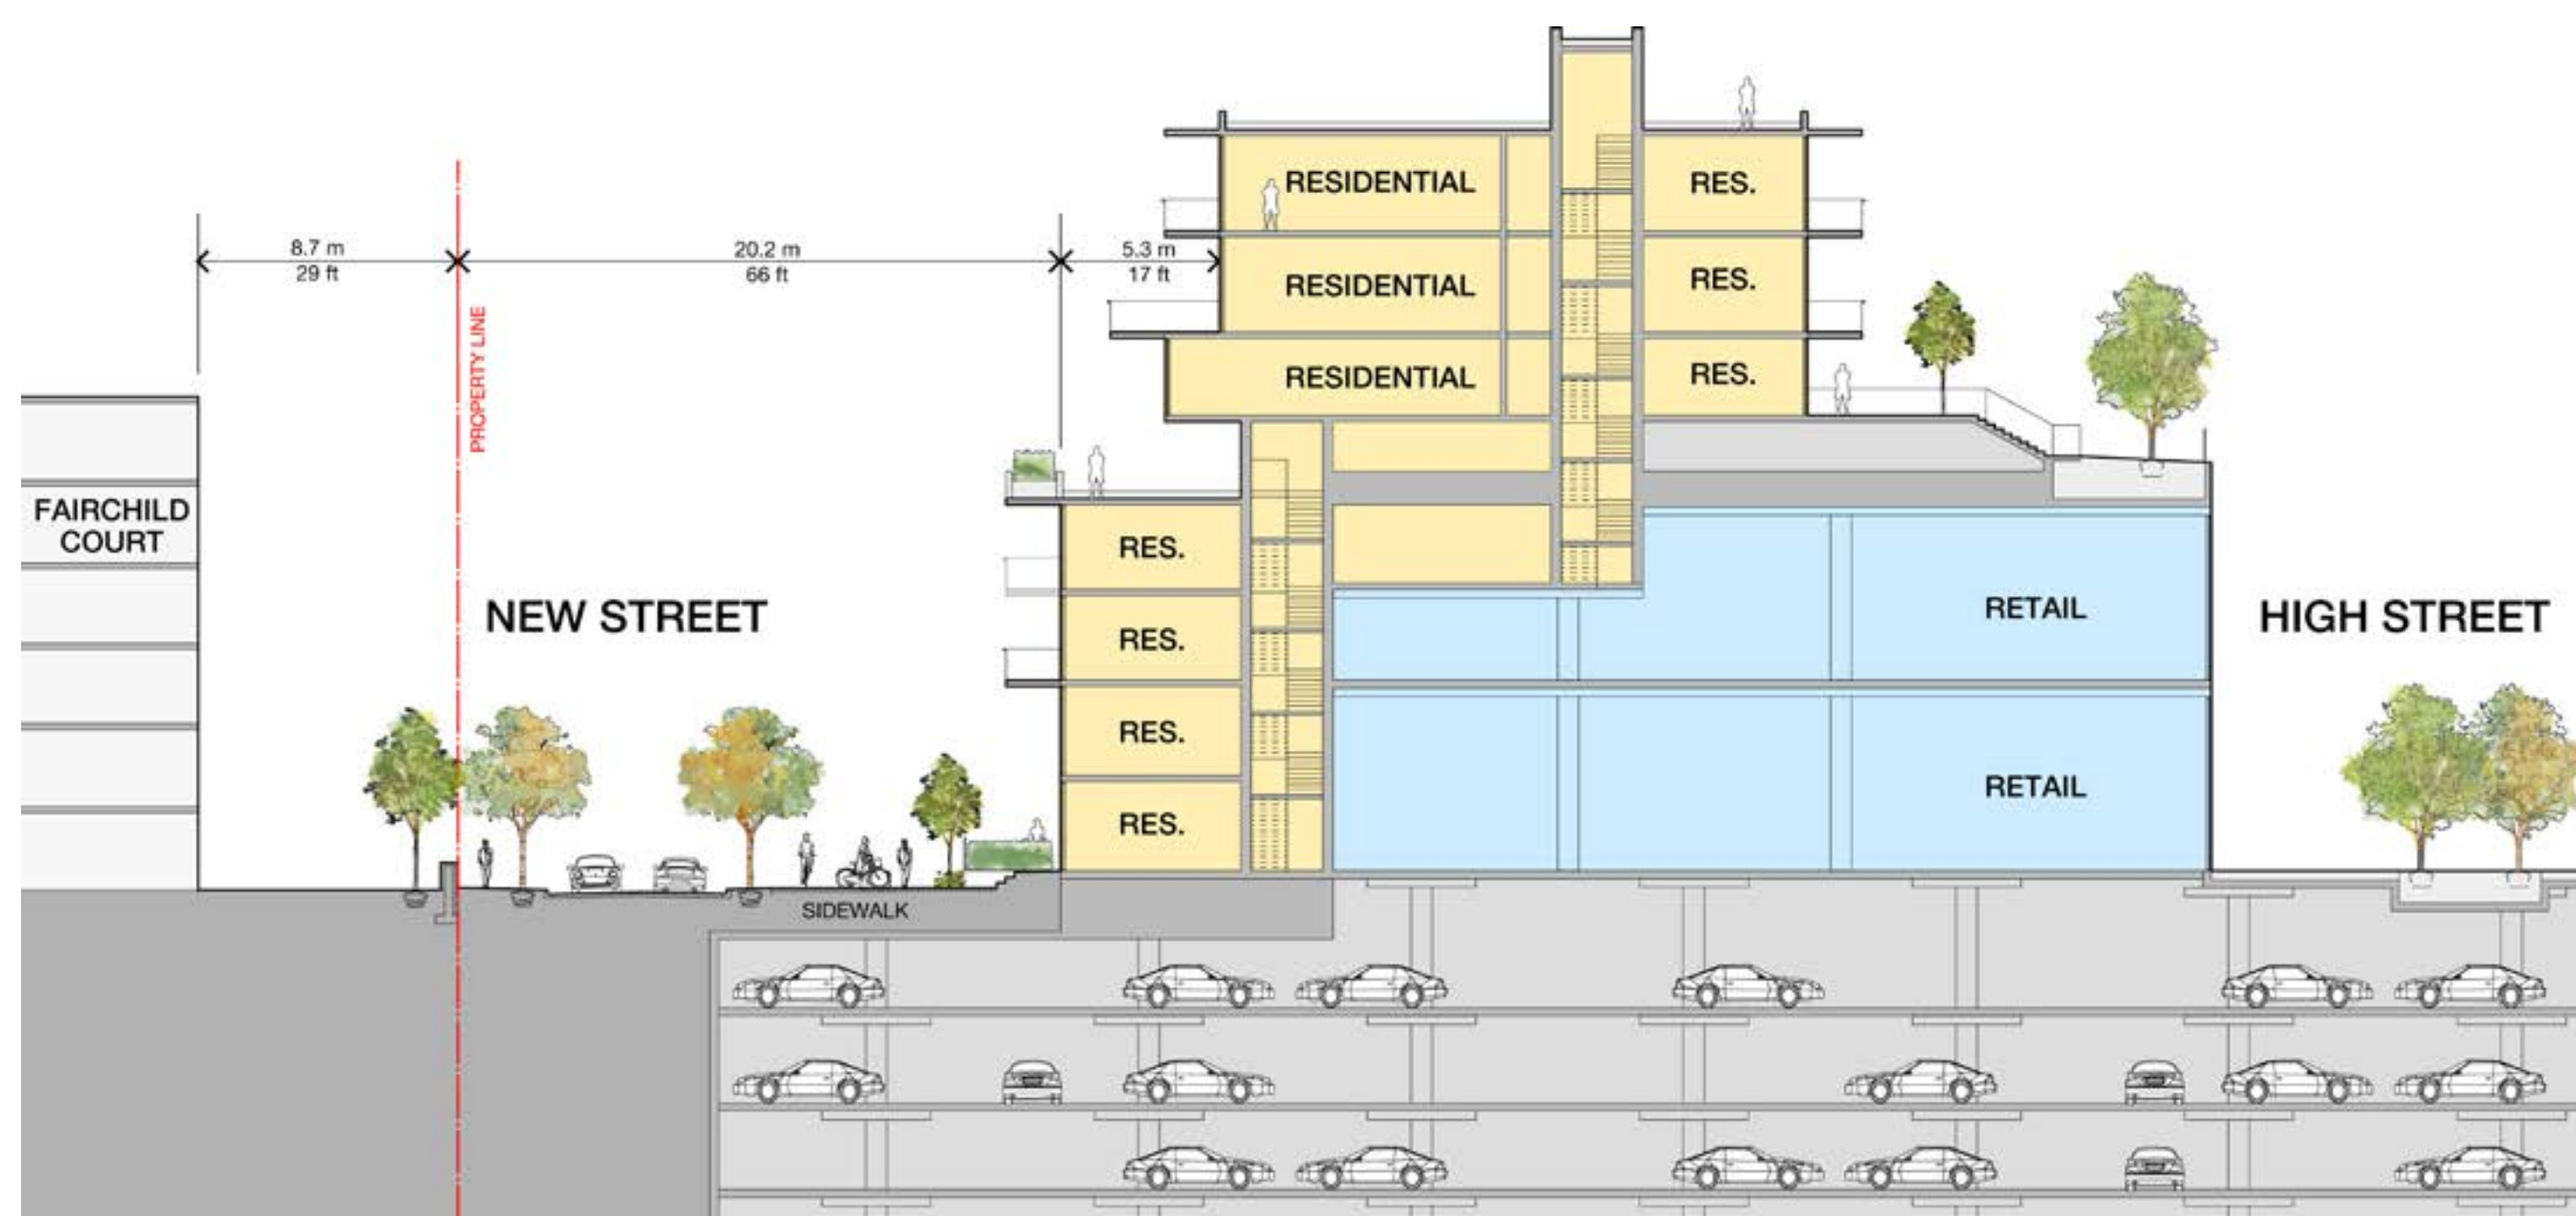 RESIDENTIAL
RES.
8.7 m
29 ft
20.2 m
66 ft
5.3 m
17 ft
RESIDENTIAL
RES.
PROPERTY LINE
RESIDENTIAL
RES.
FAIRCHILD
COURT
RES.
NEW STREET
RETAIL
HIGH STREET
RES.
RES.
RETAIL
RES.
SIDEWALK